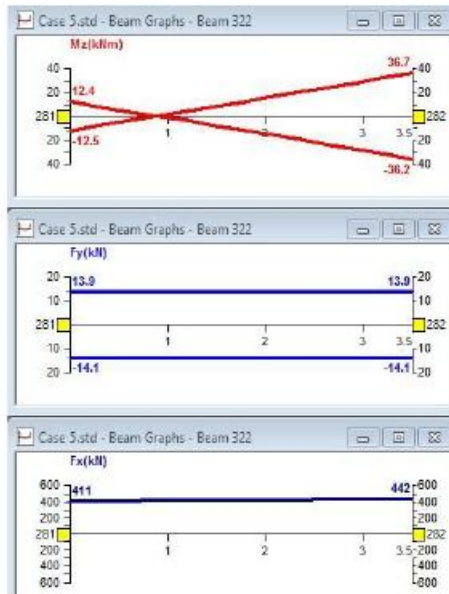 Case 5.std - Beam Graphs - Beam 322
Mz(kNm)
40 36.7 40
20 12.4 20
281 282
1 2 3 3.5
20 -12.5 20
40 -36.2 40
Case 5.std - Beam Graphs - Beam 322
Fy(kN)
20 13.9 13.9 20
10 10
281 282
1 2 3 3.5
10 10
20 -14.1 -14.1 20
Case 5.std - Beam Graphs - Beam 322
Fx(kN)
600 411 442 600
400 400
200 200
281 282
1 2 3 3.5
200 200
400 400
600 600